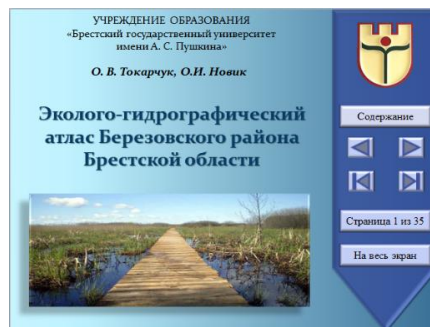 УЧРЕЖДЕНИЕ ОБРАЗОВАНИЯ
«Брестский государственный университет
имени А. С. Пушкина»
О. В. Токарчук, О.И. Новик
Эколого-гидрографический
атлас Березовского района
Брестской области
Содержание
Страница 1 из 35
На весь экран